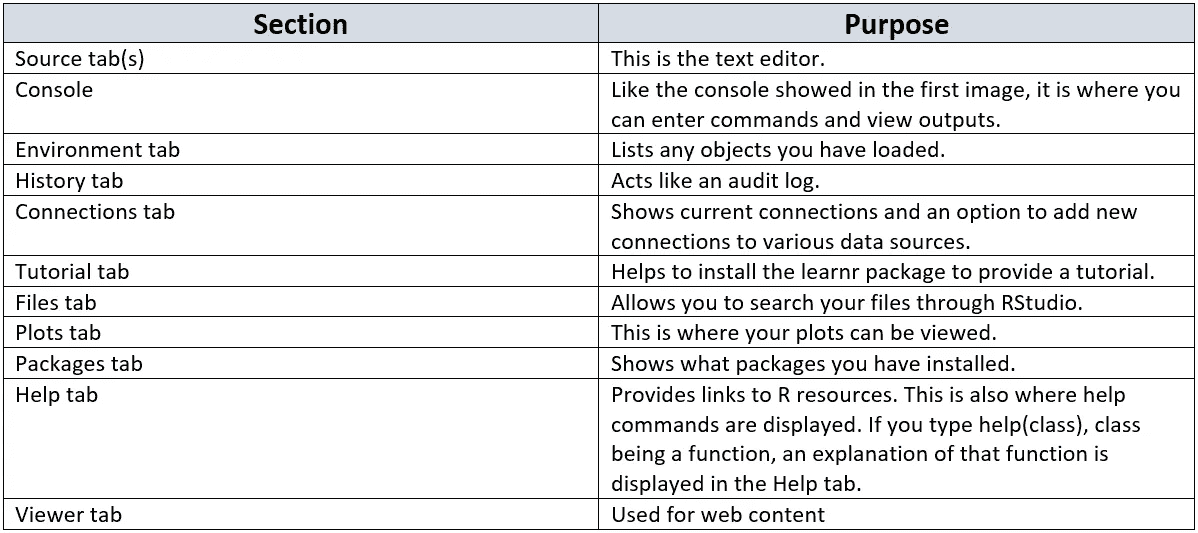 Section Purpose
Source tab(s) This is the text editor.
Console Like the console showed in the first image, it is where you
can enter commands and view outputs.
Environment tab Lists any objects you have loaded.
History tab Acts like an audit log.
Connections tab Shows current connections and an option to add new
connections to various data sources.
Tutorial tab Helps to install the learnr package to provide a tutorial.
Files tab Allows you to search your files through RStudio.
Plots tab This is where your plots can be viewed.
Packages tab Shows what packages you have installed.
Help tab Provides links to R resources. This is also where help
commands are displayed. If you type help(class), class
being a function, an explanation of that function is
displayed in the Help tab.
Viewer tab Used for web content